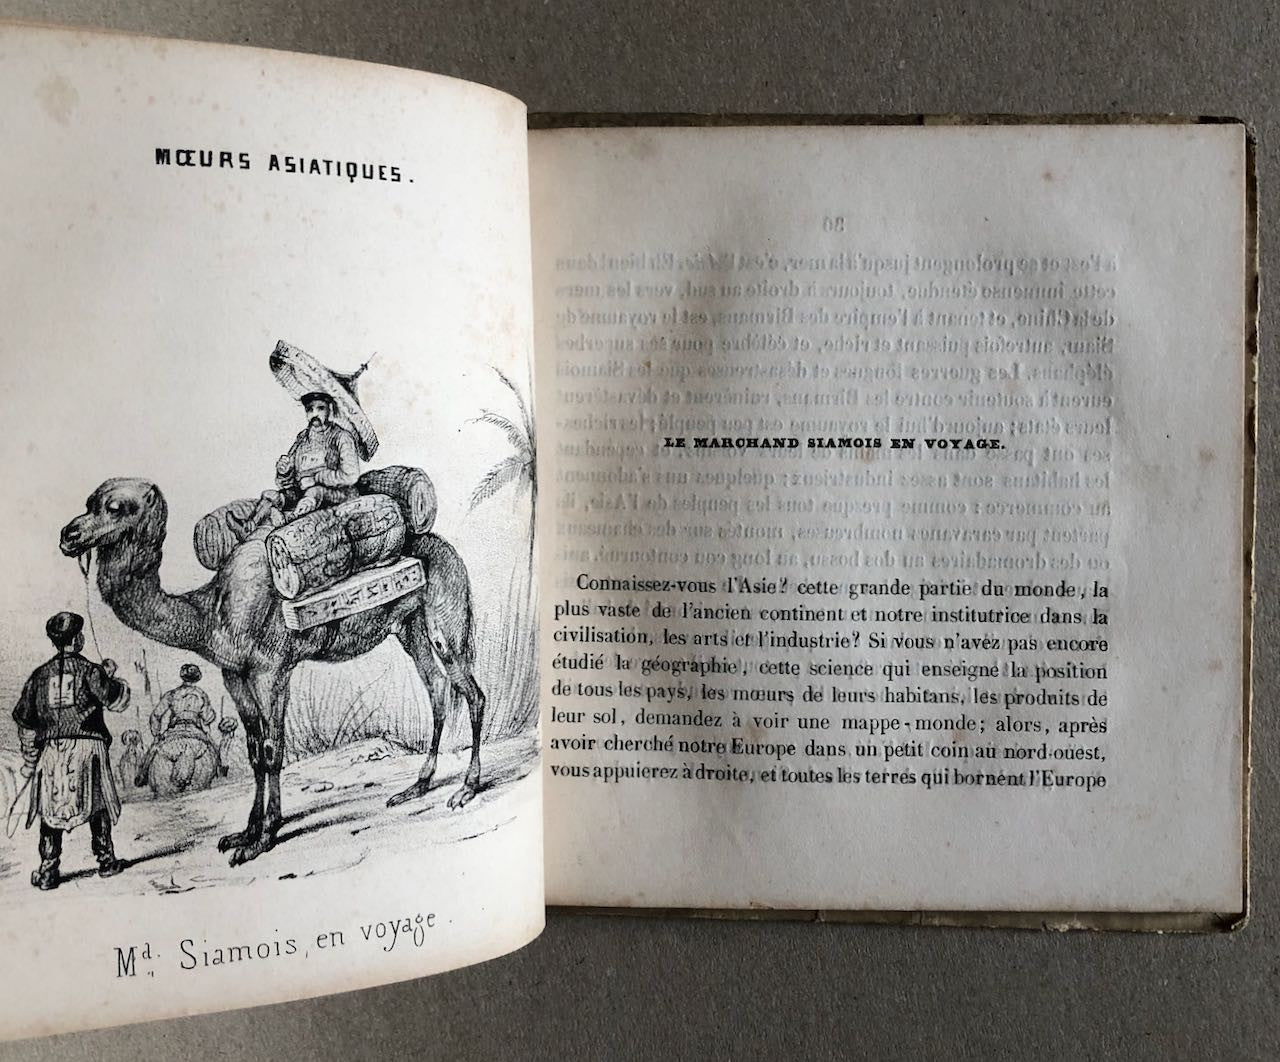 MŒURS ASIATIQUES.
Md. Siamois, en voyage.
LE MARCHAND SIAMOIS EN VOYAGE.
Connaissez-vous l'Asie? cette grande partie du monde, la
plus vaste de l'ancien continent et notre institutrice dans la
civilisation, les arts et l'industrie? Si vous n'avez pas encore
étudié la géographie, cette science qui enseigne la position
de tous les pays, les mœurs de leurs habitans, les produits de
leur sol, demandez à voir une mappe-monde; alors, après
avoir cherché notre Europe dans un petit coin au nord-ouest,
vous appuierez à droite, et toutes les terres qui bornent l'Europe